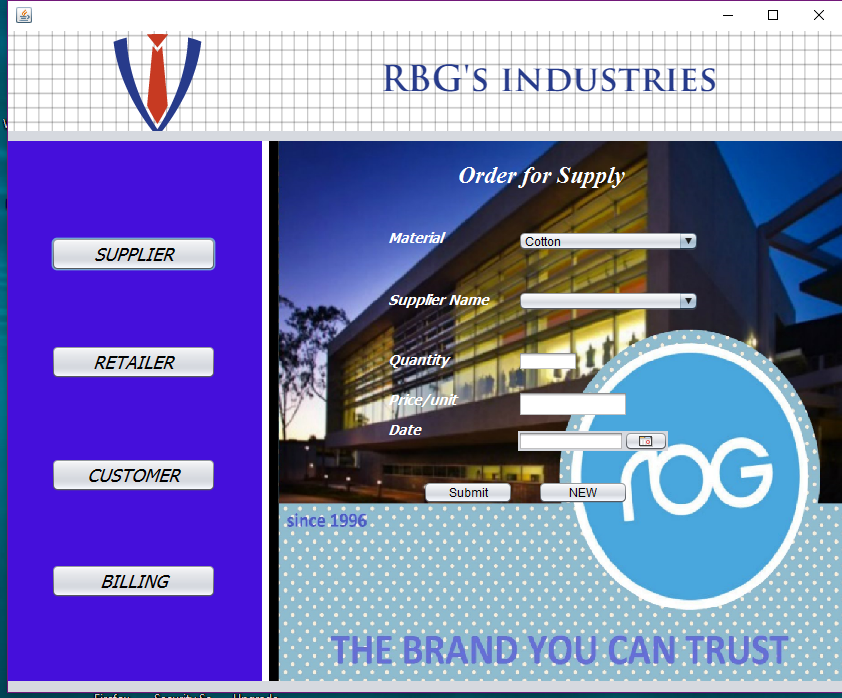 RBG'S INDUSTRIES
SUPPLIER
RETAILER
CUSTOMER
BILLING
Order for Supply
Material
Cotton
Supplier Name
Quantity
Price/unit
Date
Submit
NEW
rbG
since 1996
THE BRAND YOU CAN TRUST